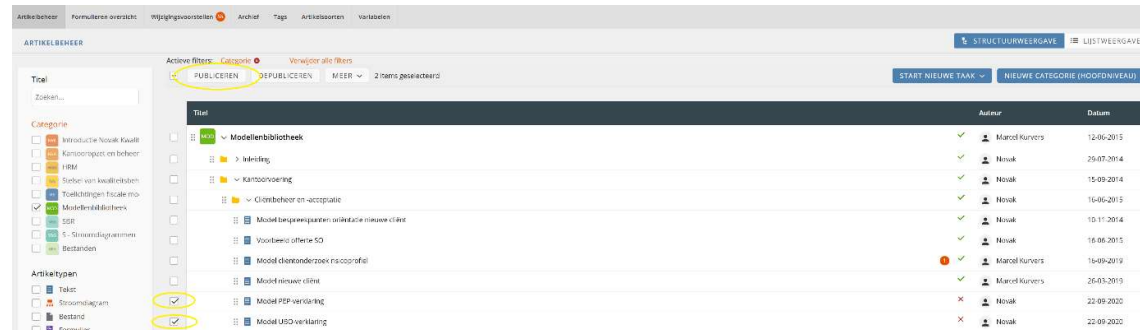 Artikelbeheer Formulieren overzicht Wijzigingsvoorstellen Archief Tags Artikelsoorten Variabelen
ARTIKELBEHEER STRUCTUURWEERGAVE LIJSTWEERGAVE
Actieve filters: Categorie Verwijder alle filters
PUBLICEREN DEPUBLICEREN MEER 2 items geselecteerd START NIEUWE TAAK NIEUWE CATEGORIE (HOOFDNIVEAU)
Titel
Zoeken...
Categorie
Introductie Novak Kwalit
Kantooropzet en beheer
HRM
Stelsel van kwaliteitsben
Toelichtingen fiscale mo
Modellenbibliotheek
SSR
S - Stroomdiagrammen
Bestanden
Artikeltypen
Tekst
Stroomdiagram
Bestand
Formulier
Titel Auteur Datum
MOD Modellenbibliotheek Marcel Kurvers 12-06-2015
Inleiding Novak 29-07-2014
Kantoorvoering Novak 15-09-2014
Cliëntbeheer en -acceptatie Novak 16-06-2015
Model bespreekpunten oriëntatie nieuwe cliënt Novak 10-11-2014
Voorbeeld offerte SO Novak 16-06-2015
Model clientonderzoek risicoprofiel 1 Marcel Kurvers 16-09-2019
Model nieuwe cliënt Marcel Kurvers 26-03-2019
Model PEP-verklaring Novak 22-09-2020
Model UBO-verklaring Novak 22-09-2020